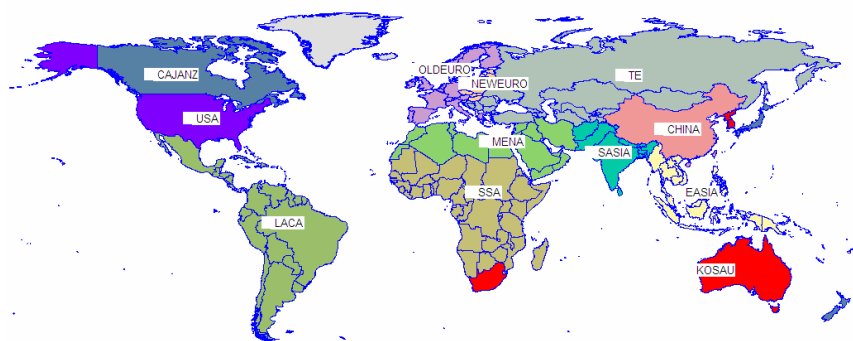 OLDEURO
CAJANZ
TE
NEWEURO
USA
CHINA
MENA
SASIA
SSA
EASIA
LACA
KOSAU